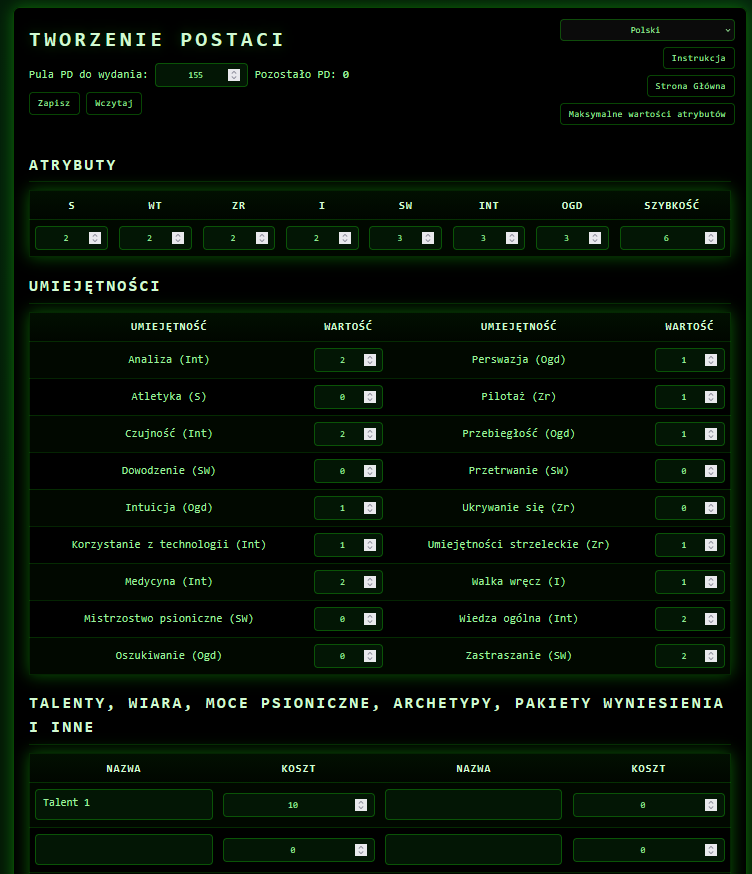 TWORZENIE POSTACI
Polski
Pula PD do wydania: 155 Pozostało PD: 0
Instrukcja
Strona Główna
Zapisz Wczytaj
Maksymalne wartości atrybutów
ATRYBUTY
S WT ZR I SW INT OGD SZYBKOŚĆ
2 2 2 2 3 3 3 6
UMIEJĘTNOŚCI
UMIEJĘTNOŚĆ WARTOŚĆ UMIEJĘTNOŚĆ WARTOŚĆ
Analiza (Int) 2 Perswazja (Ogd) 1
Atletyka (S) 0 Pilotaż (Zr) 1
Czujność (Int) 2 Przebiegłość (Ogd) 1
Dowodzenie (SW) 0 Przetrwanie (SW) 0
Intuicja (Ogd) 1 Ukrywanie się (Zr) 0
Korzystanie z technologii (Int) 1 Umiejętności strzeleckie (Zr) 1
Medycyna (Int) 2 Walka wręcz (I) 1
Mistrzostwo psioniczne (SW) 0 Wiedza ogólna (Int) 2
Oszukiwanie (Ogd) 0 Zastraszanie (SW) 2
TALENTY, WIARA, MOCE PSIONICZNE, ARCHETYPY, PAKIETY WYNIESIENIA
I INNE
NAZWA KOSZT NAZWA KOSZT
Talent 1 10 0
0 0